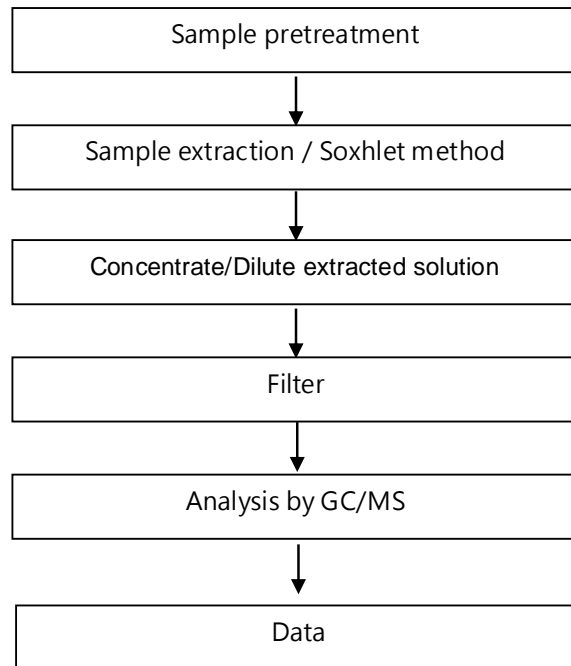 Sample pretreatment
Sample extraction / Soxhlet method
Concentrate/Dilute extracted solution
Filter
Analysis by GC/MS
Data